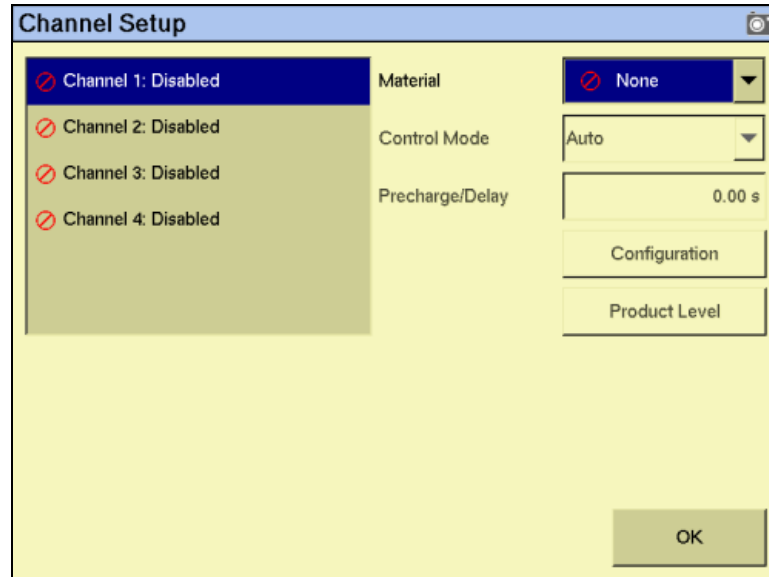 Channel Setup
Channel 1: Disabled
Channel 2: Disabled
Channel 3: Disabled
Channel 4: Disabled
Material
None
Control Mode
Auto
Precharge/Delay
0.00 s
Configuration
Product Level
OK